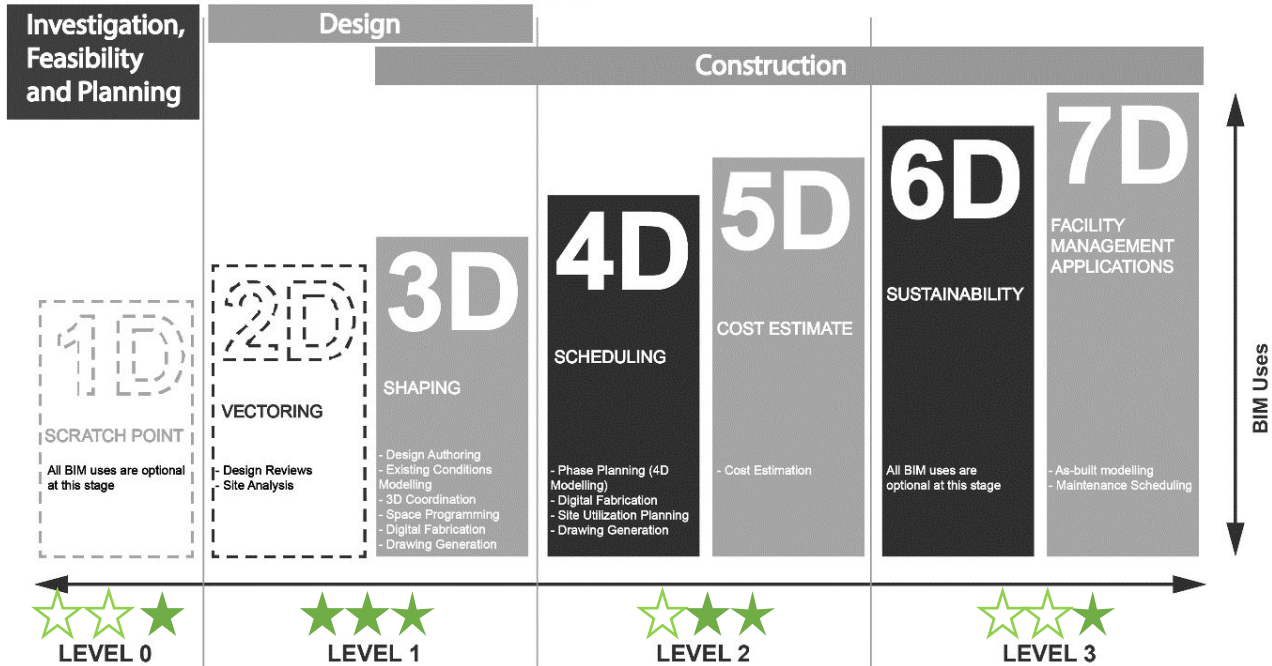 Investigation,
Feasibility
and Planning
Design
Construction
1D
SCRATCH POINT
All BIM uses are optional
at this stage
2D
VECTORING
- Design Reviews
- Site Analysis
3D
SHAPING
- Design Authoring
- Existing Conditions
Modelling
- 3D Coordination
- Space Programming
- Digital Fabrication
- Drawing Generation
4D
SCHEDULING
- Phase Planning (4D
Modelling)
- Digital Fabrication
- Site Utilization Planning
- Drawing Generation
5D
COST ESTIMATE
- Cost Estimation
6D
SUSTAINABILITY
All BIM uses are
optional at this stage
7D
FACILITY
MANAGEMENT
APPLICATIONS
- As-built modelling
- Maintenance Scheduling
BIM Uses
LEVEL 0
LEVEL 1
LEVEL 2
LEVEL 3